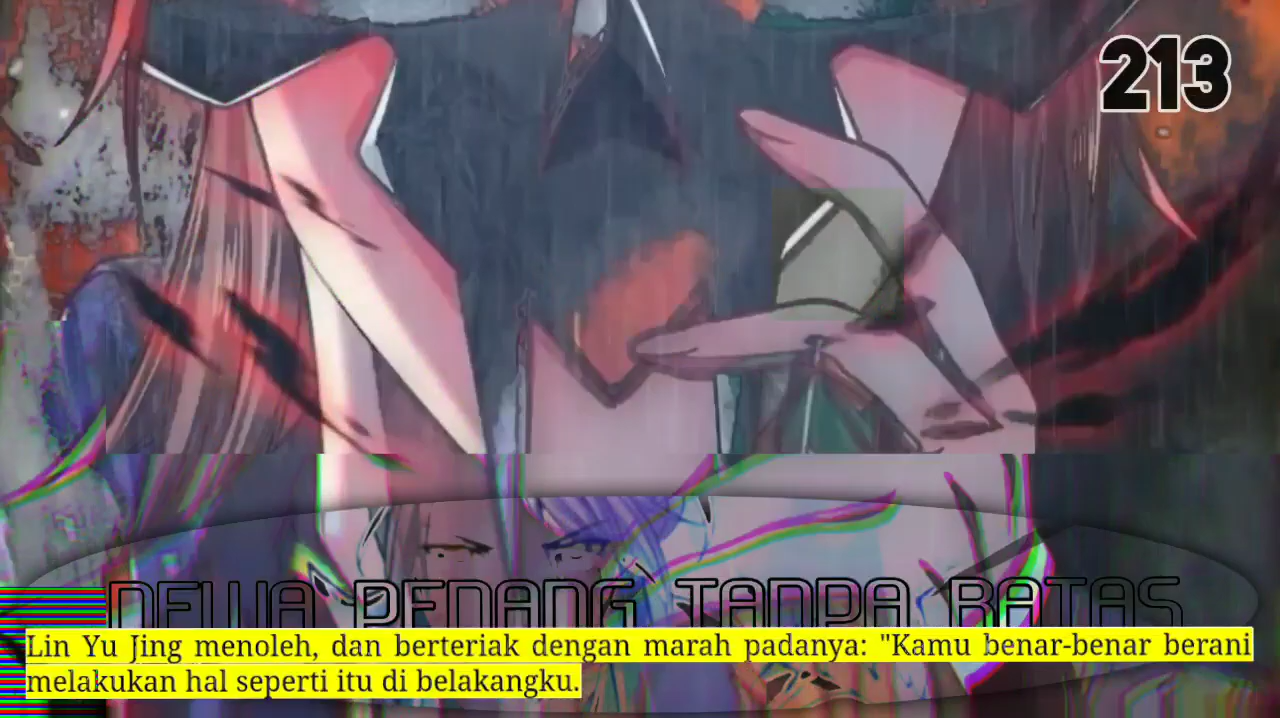 213
DEWA PEDANG TANPA BATAS
Lin Yu Jing menoleh, dan berteriak dengan marah padanya: "Kamu benar-benar berani
melakukan hal seperti itu di belakangku.